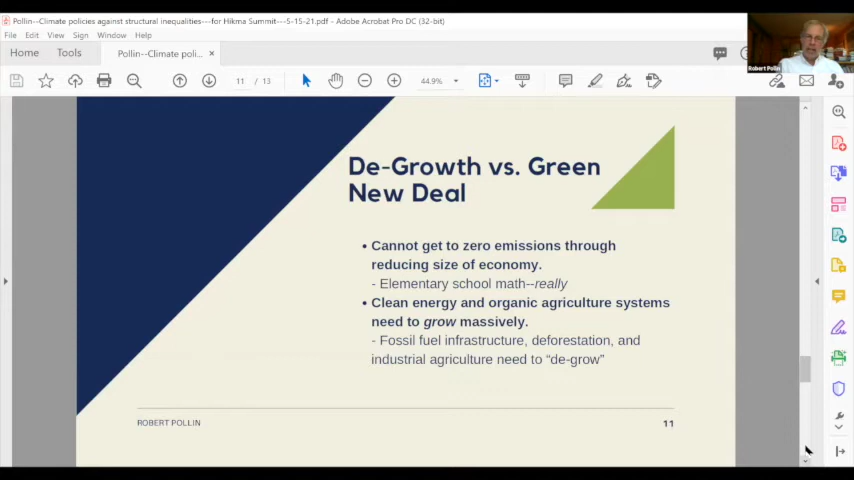 Pollin--Climate policies against structural inequalities---for Hikma Summit---5-15-21.pdf - Adobe Acrobat Pro DC (32-bit)
File Edit View Sign Window Help
Home Tools Pollin--Climate poli... ×
11 / 13 44.9%
Robert Pollin
De-Growth vs. Green
New Deal
• Cannot get to zero emissions through
reducing size of economy.
- Elementary school math--really
• Clean energy and organic agriculture systems
need to grow massively.
- Fossil fuel infrastructure, deforestation, and
industrial agriculture need to “de-grow”
ROBERT POLLIN 11